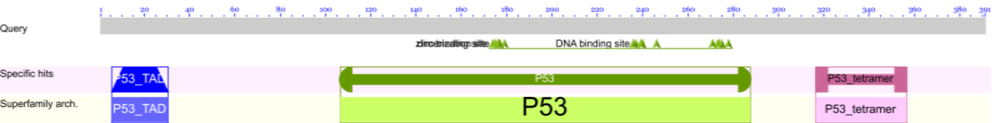 1 20 40 60 80 100 120 140 160 180 200 220 240 260 280 300 320 340 360 380 391
Query
DNA binding site
Specific hits P53_TAD P53 P53_tetramer
Superfamily arch. P53_TAD P53 P53_tetramer